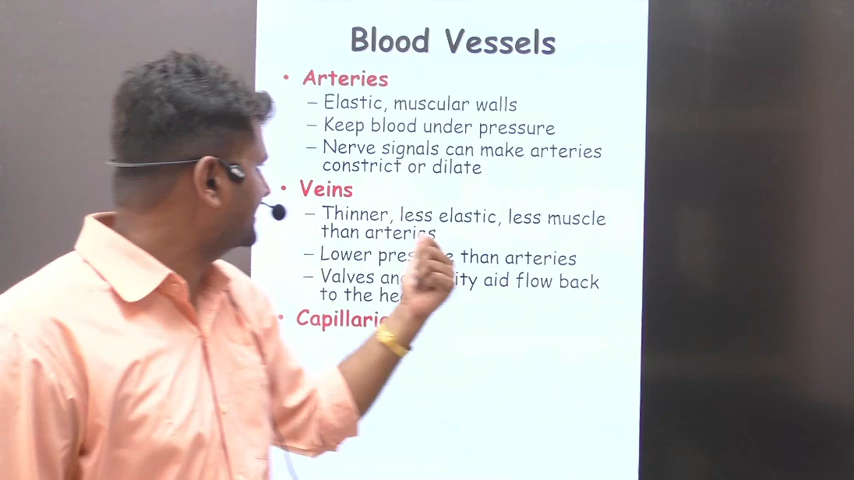 Blood Vessels
• Arteries
– Elastic, muscular walls
– Keep blood under pressure
– Nerve signals can make arteries
constrict or dilate
• Veins
– Thinner, less elastic, less muscle
than arteries
– Lower than arteries
– Valves aid flow back
to the
•